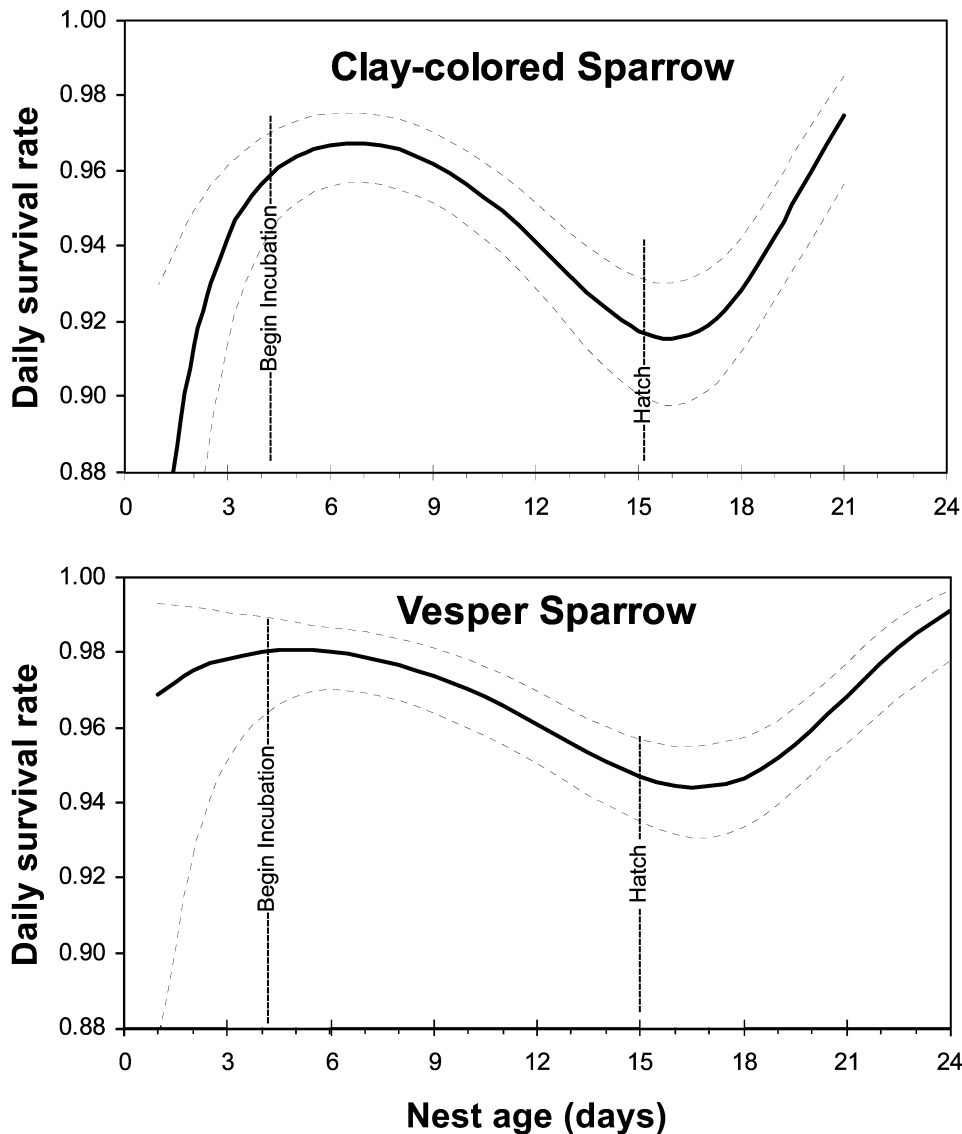 Clay-colored Sparrow
Daily survival rate
1.00
0.98
0.96
0.94
0.92
0.90
0.88
Begin Incubation
Hatch
0 3 6 9 12 15 18 21 24
Vesper Sparrow
Daily survival rate
1.00
0.98
0.96
0.94
0.92
0.90
0.88
Begin Incubation
Hatch
0 3 6 9 12 15 18 21 24
Nest age (days)